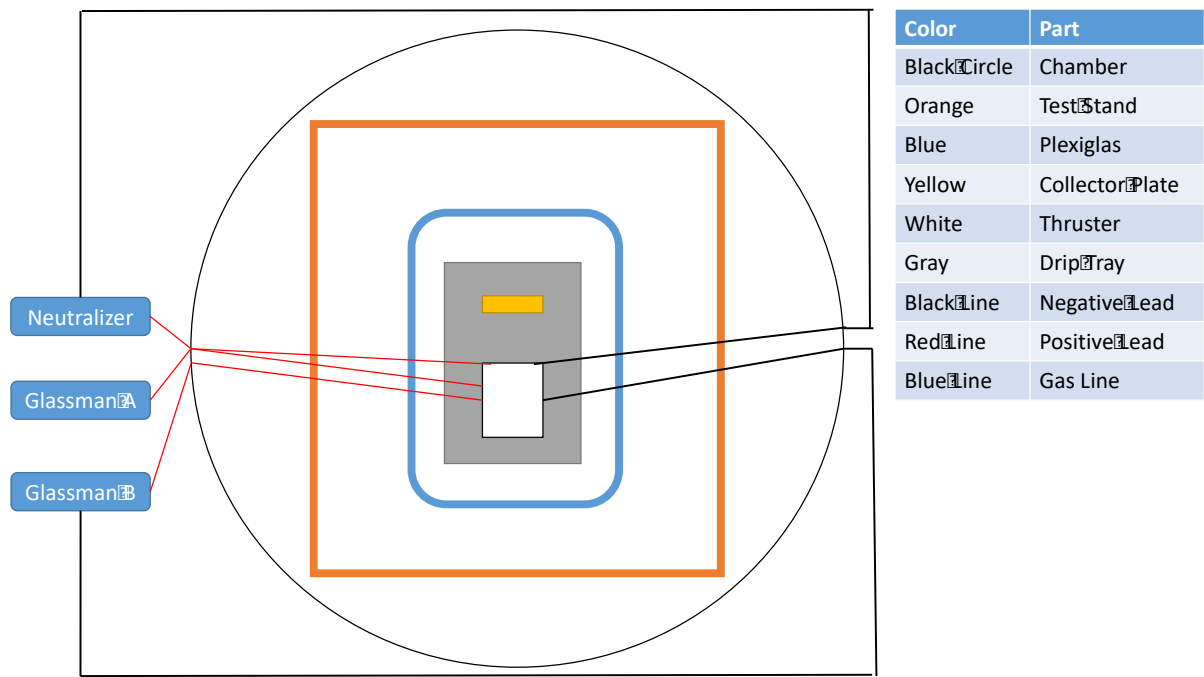 Neutralizer
Glassman A
Glassman B
Color Part
Black Circle Chamber
Orange Test Stand
Blue Plexiglas
Yellow Collector Plate
White Thruster
Gray Drip Tray
Black Line Negative Lead
Red Line Positive Lead
Blue Line Gas Line